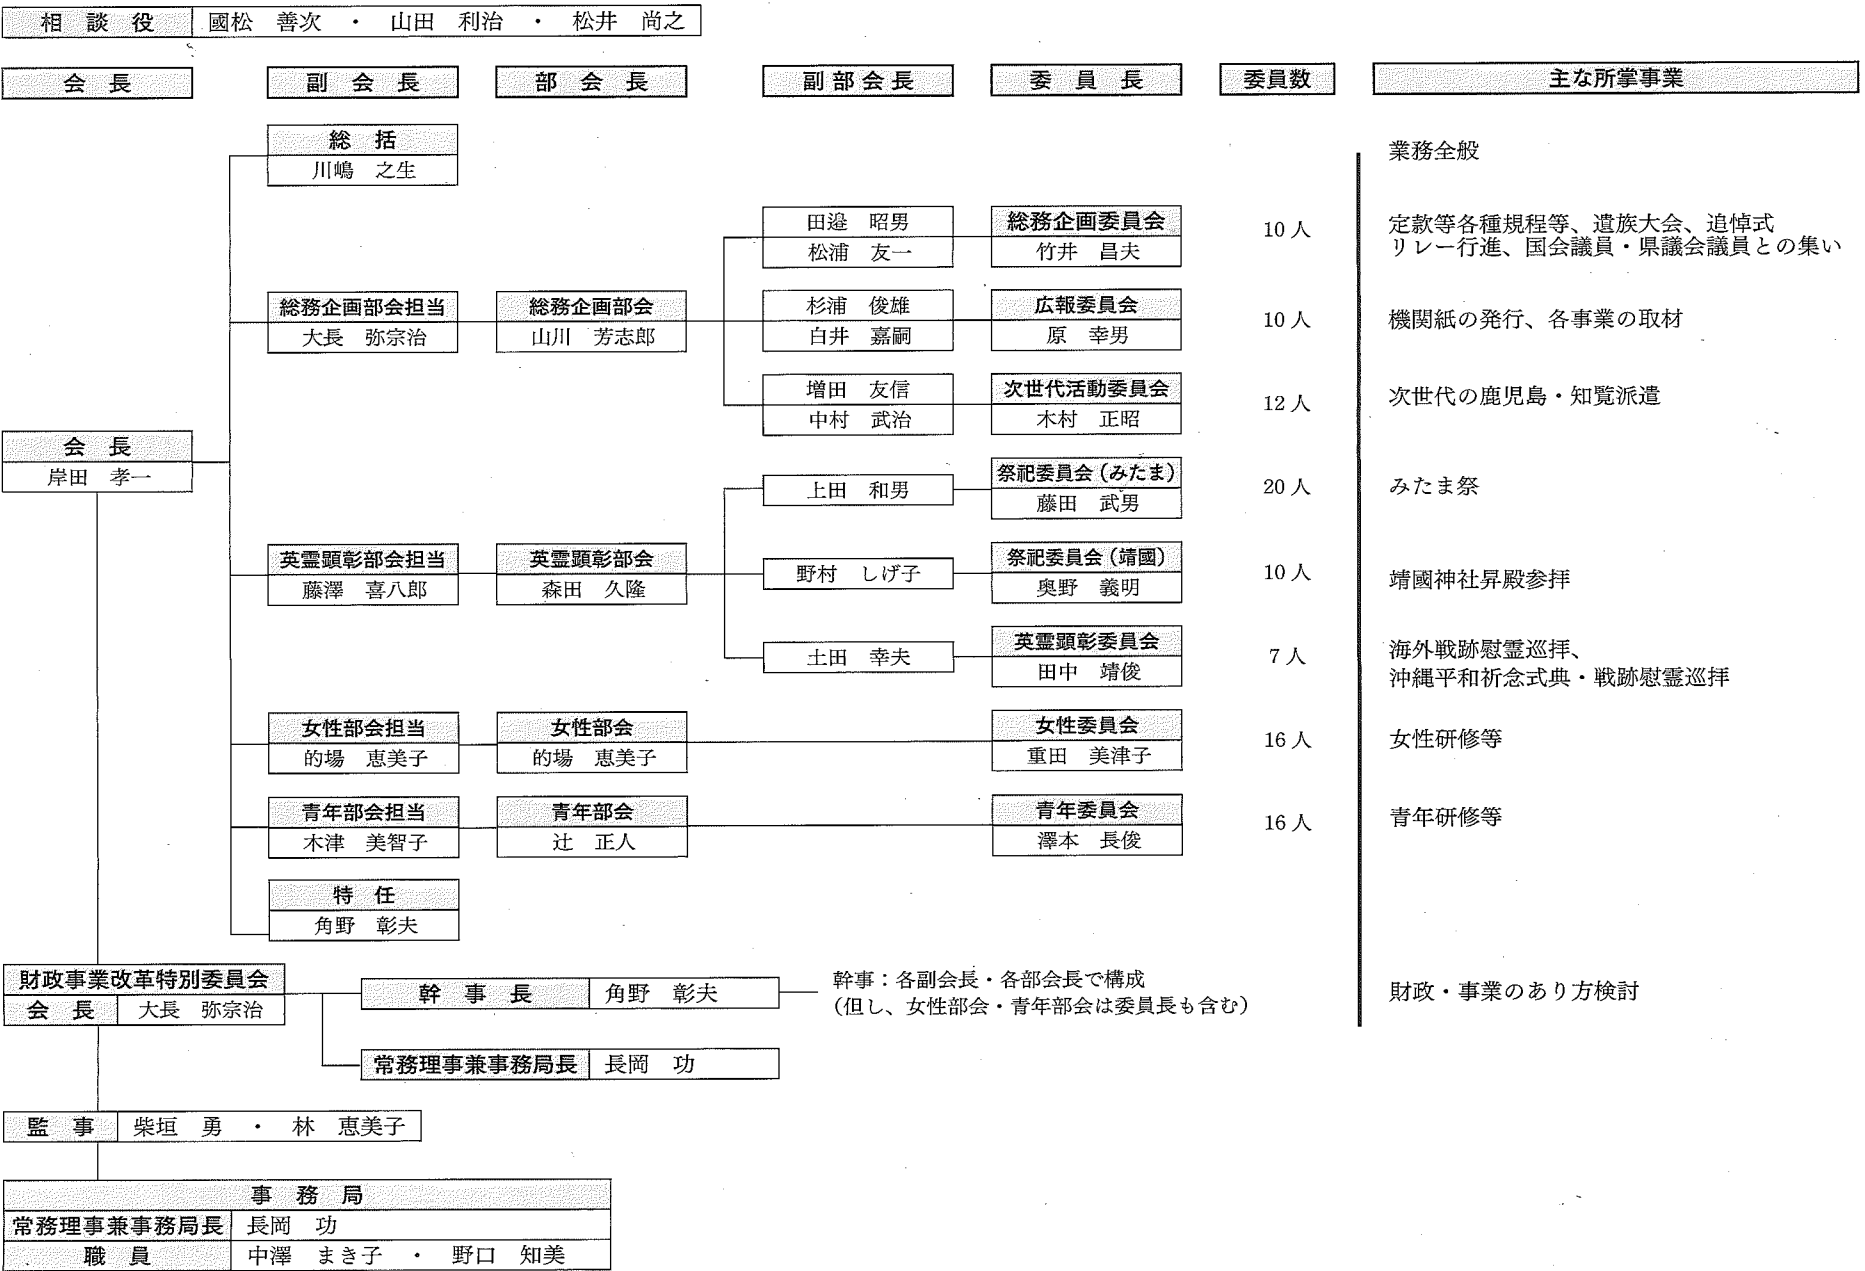 相 談 役 國松 善次 ・ 山田 利治 ・ 松井 尚之
会 長 副 会 長 部 会 長 副 部 会 長 委 員 長 委員数 主な所掌事業
総 括
川嶋 之生
業務全般
田邉 昭男 総務企画委員会
松浦 友一 竹井 昌夫
10 人
定款等各種規程等、遺族大会、追悼式
リレー行進、国会議員・県議会議員との集い
総務企画部会担当 総務企画部会
大長 弥宗治 山川 芳志郎
杉浦 俊雄 広報委員会
白井 嘉嗣 原 幸男
10 人
機関紙の発行、各事業の取材
増田 友信 次世代活動委員会
中村 武治 木村 正昭
12 人
次世代の鹿児島・知覧派遣
会 長
岸田 孝一
上田 和男
祭祀委員会（みたま）
藤田 武男
20 人
みたま祭
英霊顕彰部会担当 英霊顕彰部会
藤澤 喜八郎 森田 久隆
野村 しげ子
祭祀委員会（靖國）
奥野 義明
10 人
靖國神社昇殿参拝
土田 幸夫
英霊顕彰委員会
田中 靖俊
7 人
海外戦跡慰霊巡拝、
沖縄平和祈念式典・戦跡慰霊巡拝
女性部会担当 女性部会 女性委員会
的場 恵美子 的場 恵美子 重田 美津子
16 人
女性研修等
青年部会担当 青年部会 青年委員会
木津 美智子 辻 正人 澤本 長俊
16 人
青年研修等
特 任
角野 彰夫
財政事業改革特別委員会
会 長 大長 弥宗治
幹 事 長 角野 彰夫
幹事：各副会長・各部会長で構成
（但し、女性部会・青年部会は委員長も含む）
財政・事業のあり方検討
常務理事兼事務局長 長岡 功
監 事 柴垣 勇 ・ 林 恵美子
事 務 局
常務理事兼事務局長 長岡 功
職 員 中澤 まき子 ・ 野口 知美